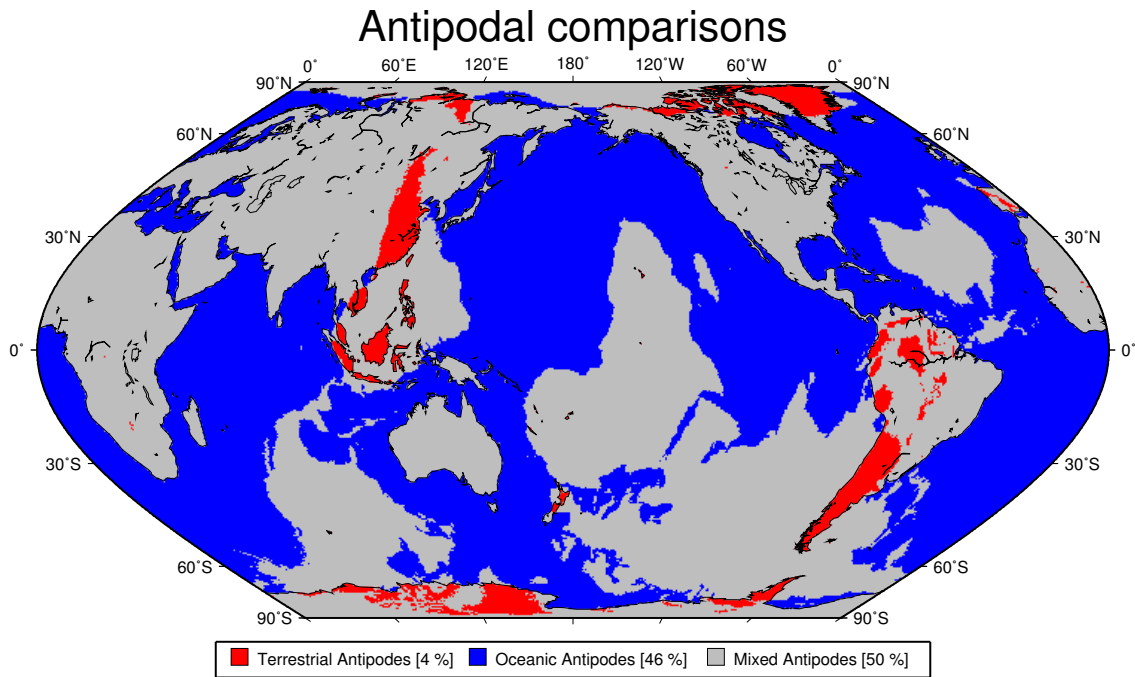 Antipodal comparisons
0˚ 60˚E 120˚E 180˚ 120˚W 60˚W 0˚
90˚N 90˚N
60˚N 60˚N
30˚N 30˚N
0˚ 0˚
30˚S 30˚S
60˚S 60˚S
90˚S 90˚S
Terrestrial Antipodes [4 %] Oceanic Antipodes [46 %] Mixed Antipodes [50 %]